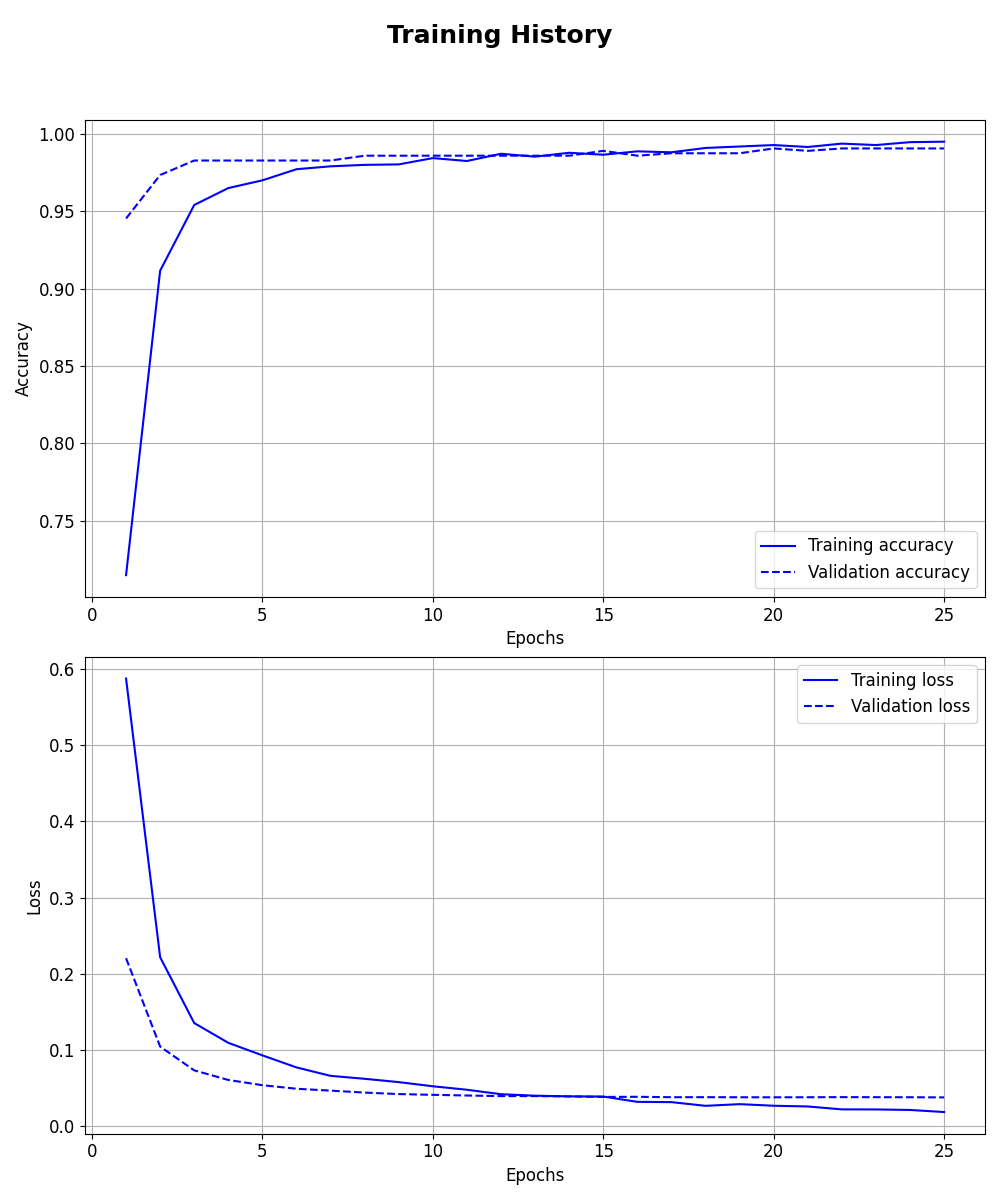 Training History
1.00
0.95
0.90
0.85
0.80
0.75
Accuracy
Training accuracy
Validation accuracy
0 5 10 15 20 25
Epochs
0.6
0.5
0.4
0.3
0.2
0.1
0.0
Loss
Training loss
Validation loss
0 5 10 15 20 25
Epochs